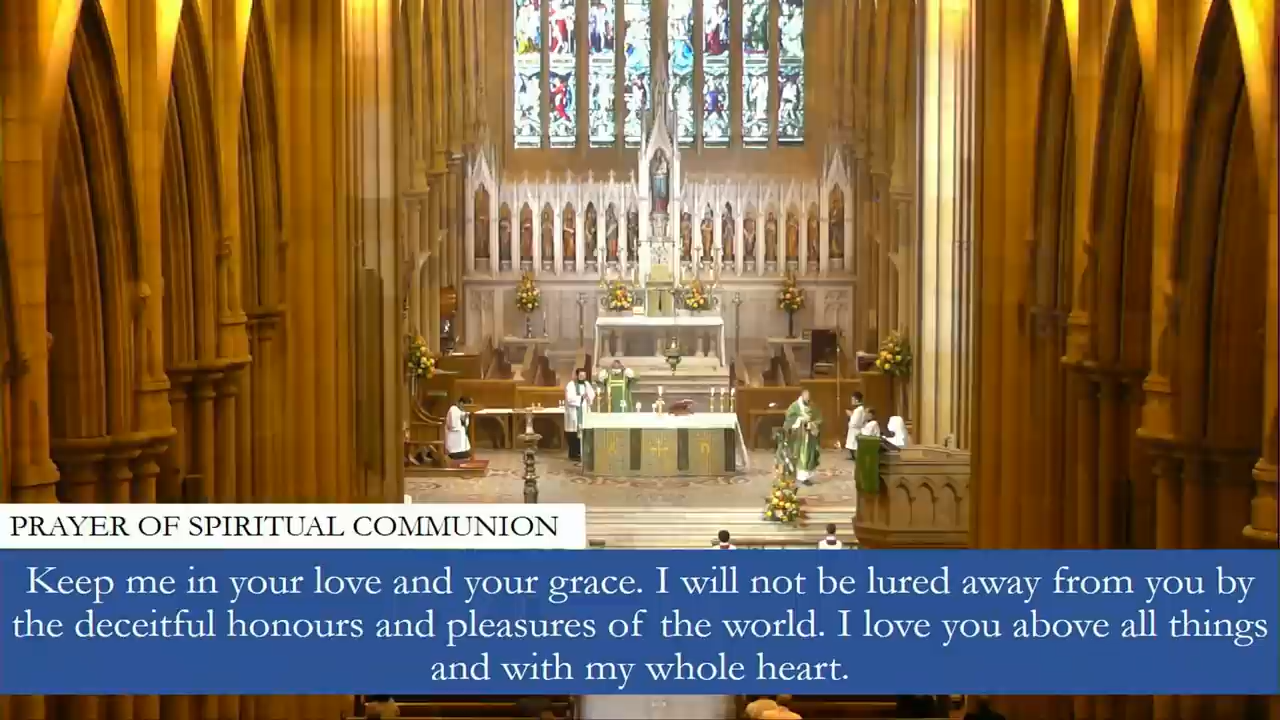 PRAYER OF SPIRITUAL COMMUNION
Keep me in your love and your grace. I will not be lured away from you by
the deceitful honours and pleasures of the world. I love you above all things
and with my whole heart.